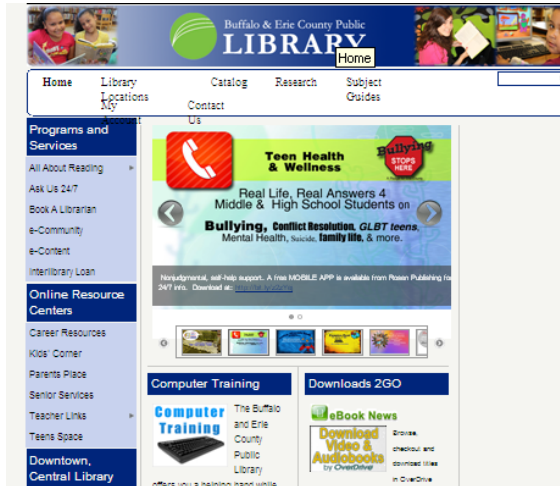 Buffalo & Erie County Public
LIBRARY
Home
Home
Library Locations
Catalog
Research
Subject Guides
My Account
Contact Us
Programs and
Services
All About Reading
Ask Us 24/7
Book A Librarian
e-Community
e-Content
Interlibrary Loan
Online Resource
Centers
Career Resources
Kids' Corner
Parents Place
Senior Services
Teacher Links
Teens Space
Downtown,
Central Library
Teen Health
& Wellness
Bullying
STOPS
HERE
Real Life, Real Answers 4
Middle & High School Students on
Bullying, Conflict Resolution, GLBT teens,
Mental Health, Suicide, family life, & more.
Nonjudgmental, self-help support. A free MOBILE APP is available from Rosen Publishing for
24/7 info. Download at:
Computer Training
Computer
Training
The Buffalo
and Erie
County
Public
Library
offers you a helping hand while
Downloads 2GO
eBook News
Download
Video &
Audiobooks
by OverDrive
Browse,
checkout and
download titles
in OverDrive